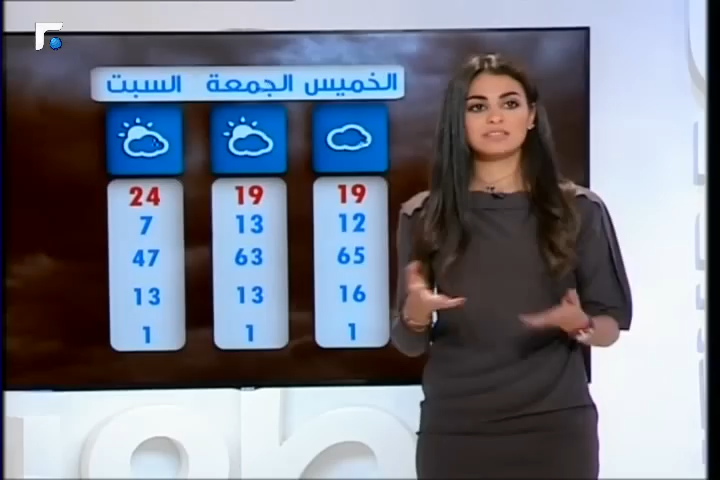 الخميس الجمعة السبت
19 19 24
12 13 7
65 63 47
16 13 13
1 1 1